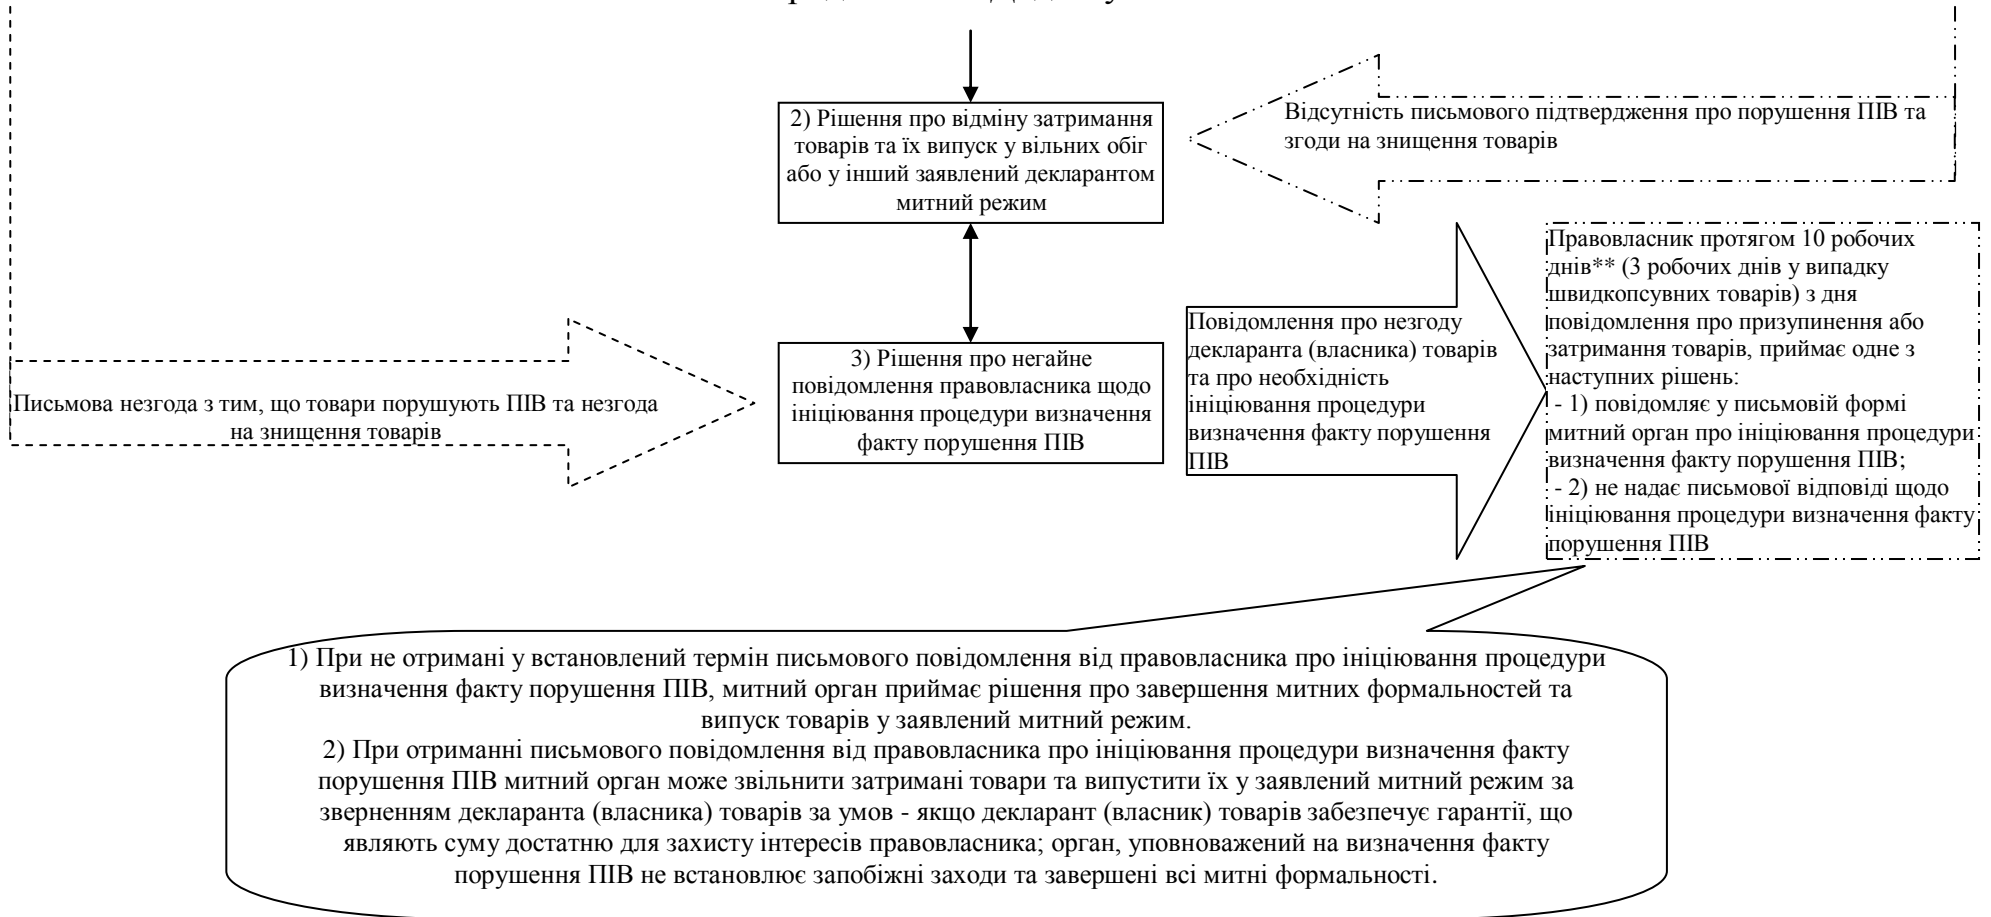 2) Рішення про відміну затримання
товарів та їх випуск у вільних обіг
або у інший заявлений декларантом
митний режим
Відсутність письмового підтвердження про порушення ПІВ та
згоди на знищення товарів
Письмова незгода з тим, що товари порушують ПІВ та незгода
на знищення товарів
3) Рішення про негайне
повідомлення правовласника щодо
ініціювання процедури визначення
факту порушення ПІВ
Повідомлення про незгоду
декларанта (власника) товарів
та про необхідність
ініціювання процедури
визначення факту порушення
ПІВ
Правовласник протягом 10 робочих
днів** (3 робочих днів у випадку
швидкопсувних товарів) з дня
повідомлення про призупинення або
затримання товарів, приймає одне з
наступних рішень:
- 1) повідомляє у письмовій формі
митний орган про ініціювання процедури
визначення факту порушення ПІВ;
- 2) не надає письмової відповіді щодо
ініціювання процедури визначення факту
порушення ПІВ
1) При не отримані у встановлений термін письмового повідомлення від правовласника про ініціювання процедури
визначення факту порушення ПІВ, митний орган приймає рішення про завершення митних формальностей та
випуск товарів у заявлений митний режим.
2) При отриманні письмового повідомлення від правовласника про ініціювання процедури визначення факту
порушення ПІВ митний орган може звільнити затримані товари та випустити їх у заявлений митний режим за
зверненням декларанта (власника) товарів за умов - якщо декларант (власник) товарів забезпечує гарантії, що
являють суму достатню для захисту інтересів правовласника; орган, уповноважений на визначення факту
порушення ПІВ не встановлює запобіжні заходи та завершені всі митні формальності.